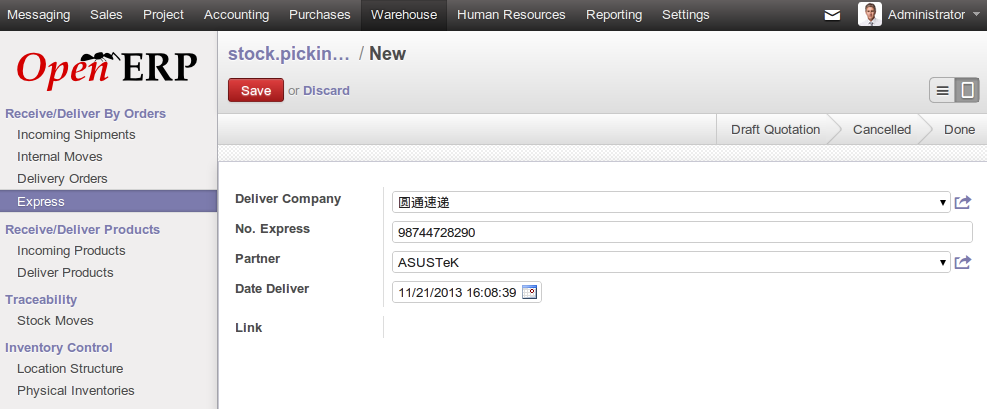 Messaging Sales Project Accounting Purchases Warehouse Human Resources Reporting Settings Administrator
Open ERP
Receive/Deliver By Orders
Incoming Shipments
Internal Moves
Delivery Orders
Express
Receive/Deliver Products
Incoming Products
Deliver Products
Traceability
Stock Moves
Inventory Control
Location Structure
Physical Inventories
stock.pickin... / New
Save or Discard
Draft Quotation Cancelled Done
Deliver Company 圆通速递
No. Express 98744728290
Partner ASUSTeK
Date Deliver 11/21/2013 16:08:39
Link